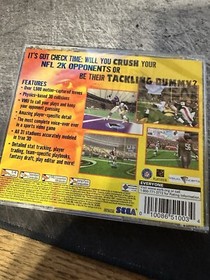 IT'S GUT CHECK TIME: WILL YOU CRUSH YOUR
NFL 2K OPPONENTS OR
BE THEIR TACKLING DUMMY?
FEATURES
• Over 1,500 motion-captured moves
• Physics-based 3D collisions
• VMU to call your plays and keep
your opponent guessing
• Amazing player-specific detail
• The most complete voice-over ever in
a sports video game
• All 31 stadiums accurately modeled
in true 3D
• Detailed stat tracking, player
trading, team-specific playbooks,
fantasy draft, play editor and more!
EVERYONE
SEGA
10086 51003